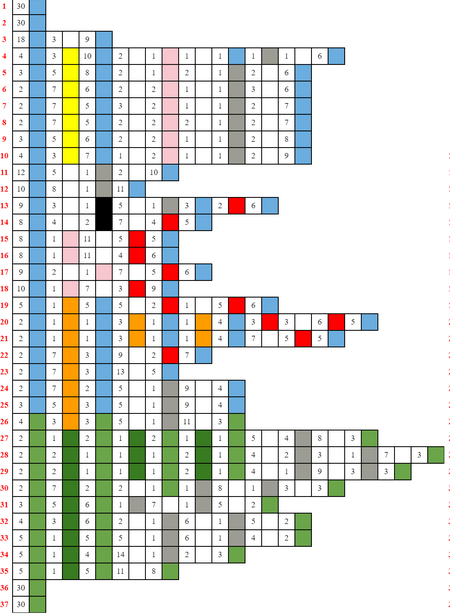 1 30
2 30
3 18 3 9
4 4 3 10 2 1 1 1 1 1 6
5 3 5 8 2 1 1 1 2 6
6 2 7 6 2 1 1 1 3 6
7 2 7 5 3 1 2 1 2 7
8 2 7 5 2 1 2 1 2 7
9 3 5 6 2 1 2 1 2 8
10 4 3 7 1 2 1 1 2 9
11 12 5 1 2 10
12 10 8 1 11
13 9 3 1 5 1 3 2 6
14 8 4 2 7 4 5
15 8 1 11 5 5
16 8 1 11 4 6
17 9 2 1 7 5 6
18 10 1 7 3 9
19 2 1 5 5 2 1 5 6
20 2 1 1 3 1 1 4 3 3 6 5
21 2 1 1 3 1 1 4 7 5 5
22 2 7 3 9 2 7
23 2 7 3 13 5
24 2 7 2 5 1 9 4
25 3 5 3 5 1 9 4
26 4 3 3 5 1 11 3
27 2 1 2 1 2 1 1 5 4 8 3
28 2 2 1 1 2 1 1 4 2 3 1 7 3
29 2 2 1 1 2 1 1 4 1 9 3 3
30 2 7 2 2 1 1 8 1 3 3
31 3 5 6 1 7 1 5 2
32 4 3 6 2 1 6 1 5 2
33 3 5 5 2 1 6 1 4 2
34 5 1 4 14 1 2 3
35 5 1 5 11 8
36 30
37 30